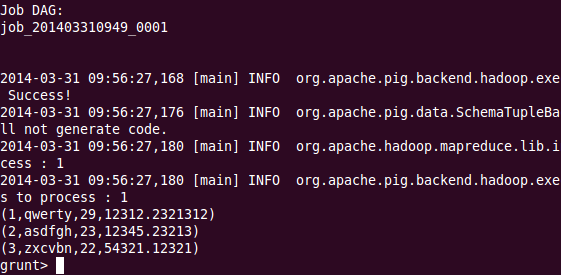 Job DAG:
job_201403310949_0001
2014-03-31 09:56:27,168 [main] INFO  org.apache.pig.backend.hadoop.exe
 Success!
2014-03-31 09:56:27,176 [main] INFO  org.apache.pig.data.SchemaTupleBa
ll not generate code.
2014-03-31 09:56:27,180 [main] INFO  org.apache.hadoop.mapreduce.lib.i
cess : 1
2014-03-31 09:56:27,180 [main] INFO  org.apache.pig.backend.hadoop.exe
s to process : 1
(1,qwerty,29,12312.2321312)
(2,asdfgh,23,12345.23213)
(3,zxcvbn,22,54321.12321)
grunt>